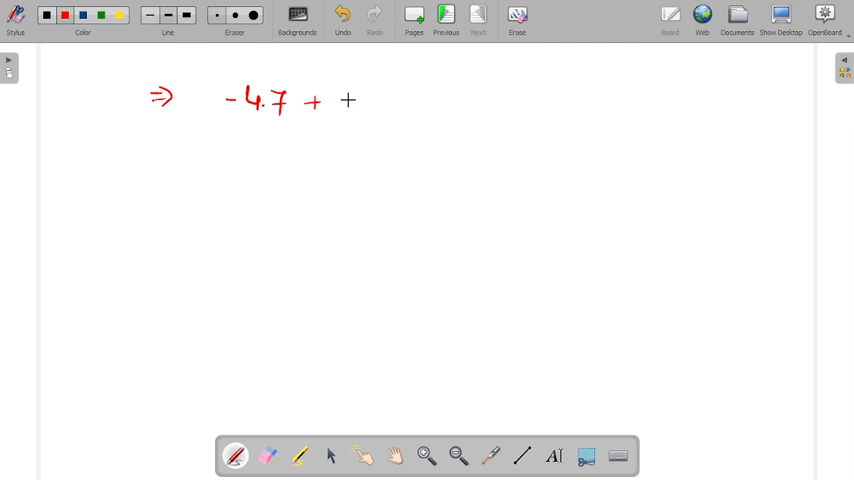 Stylus
Color
Line
Eraser
Backgrounds
Undo
Redo
Pages
Previous
Next
Erase
Board
Web
Documents
Show Desktop
OpenBoard
⇒ -4.7 +